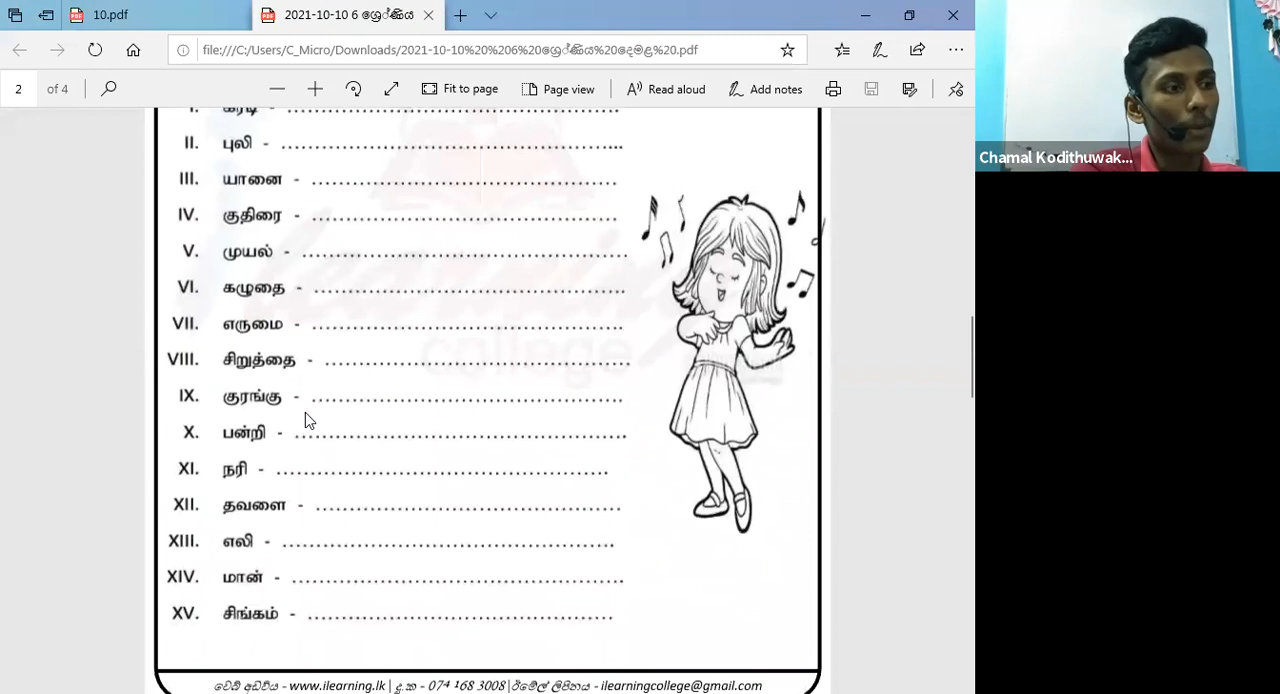 10.pdf
2021-10-10 6 ශ්‍රේණිය
file:///C:/Users/C_Micro/Downloads/2021-10-10%20%206%20ශ්‍රේණිය%20දෙමළ%20.pdf
2 of 4
Fit to page
Page view
Read aloud
Add notes
Chamal Kodithuwak...
I. கரடி - ................................................
II. புலி - ................................................
III. யானை - ................................................
IV. குதிரை - ................................................
V. முயல் - ................................................
VI. கழுதை - ................................................
VII. எருமை - ................................................
VIII. சிறுத்தை - ................................................
IX. குரங்கு - ................................................
X. பன்றி - ................................................
XI. நரி - ................................................
XII. தவளை - ................................................
XIII. எலி - ................................................
XIV. மான் - ................................................
XV. சிங்கம் - ................................................
college
වෙබ් අඩවිය - www.ilearning.lk | දු.ක - 074 168 3008 | ඊමේල් ලිපිනය - ilearningcollege@gmail.com